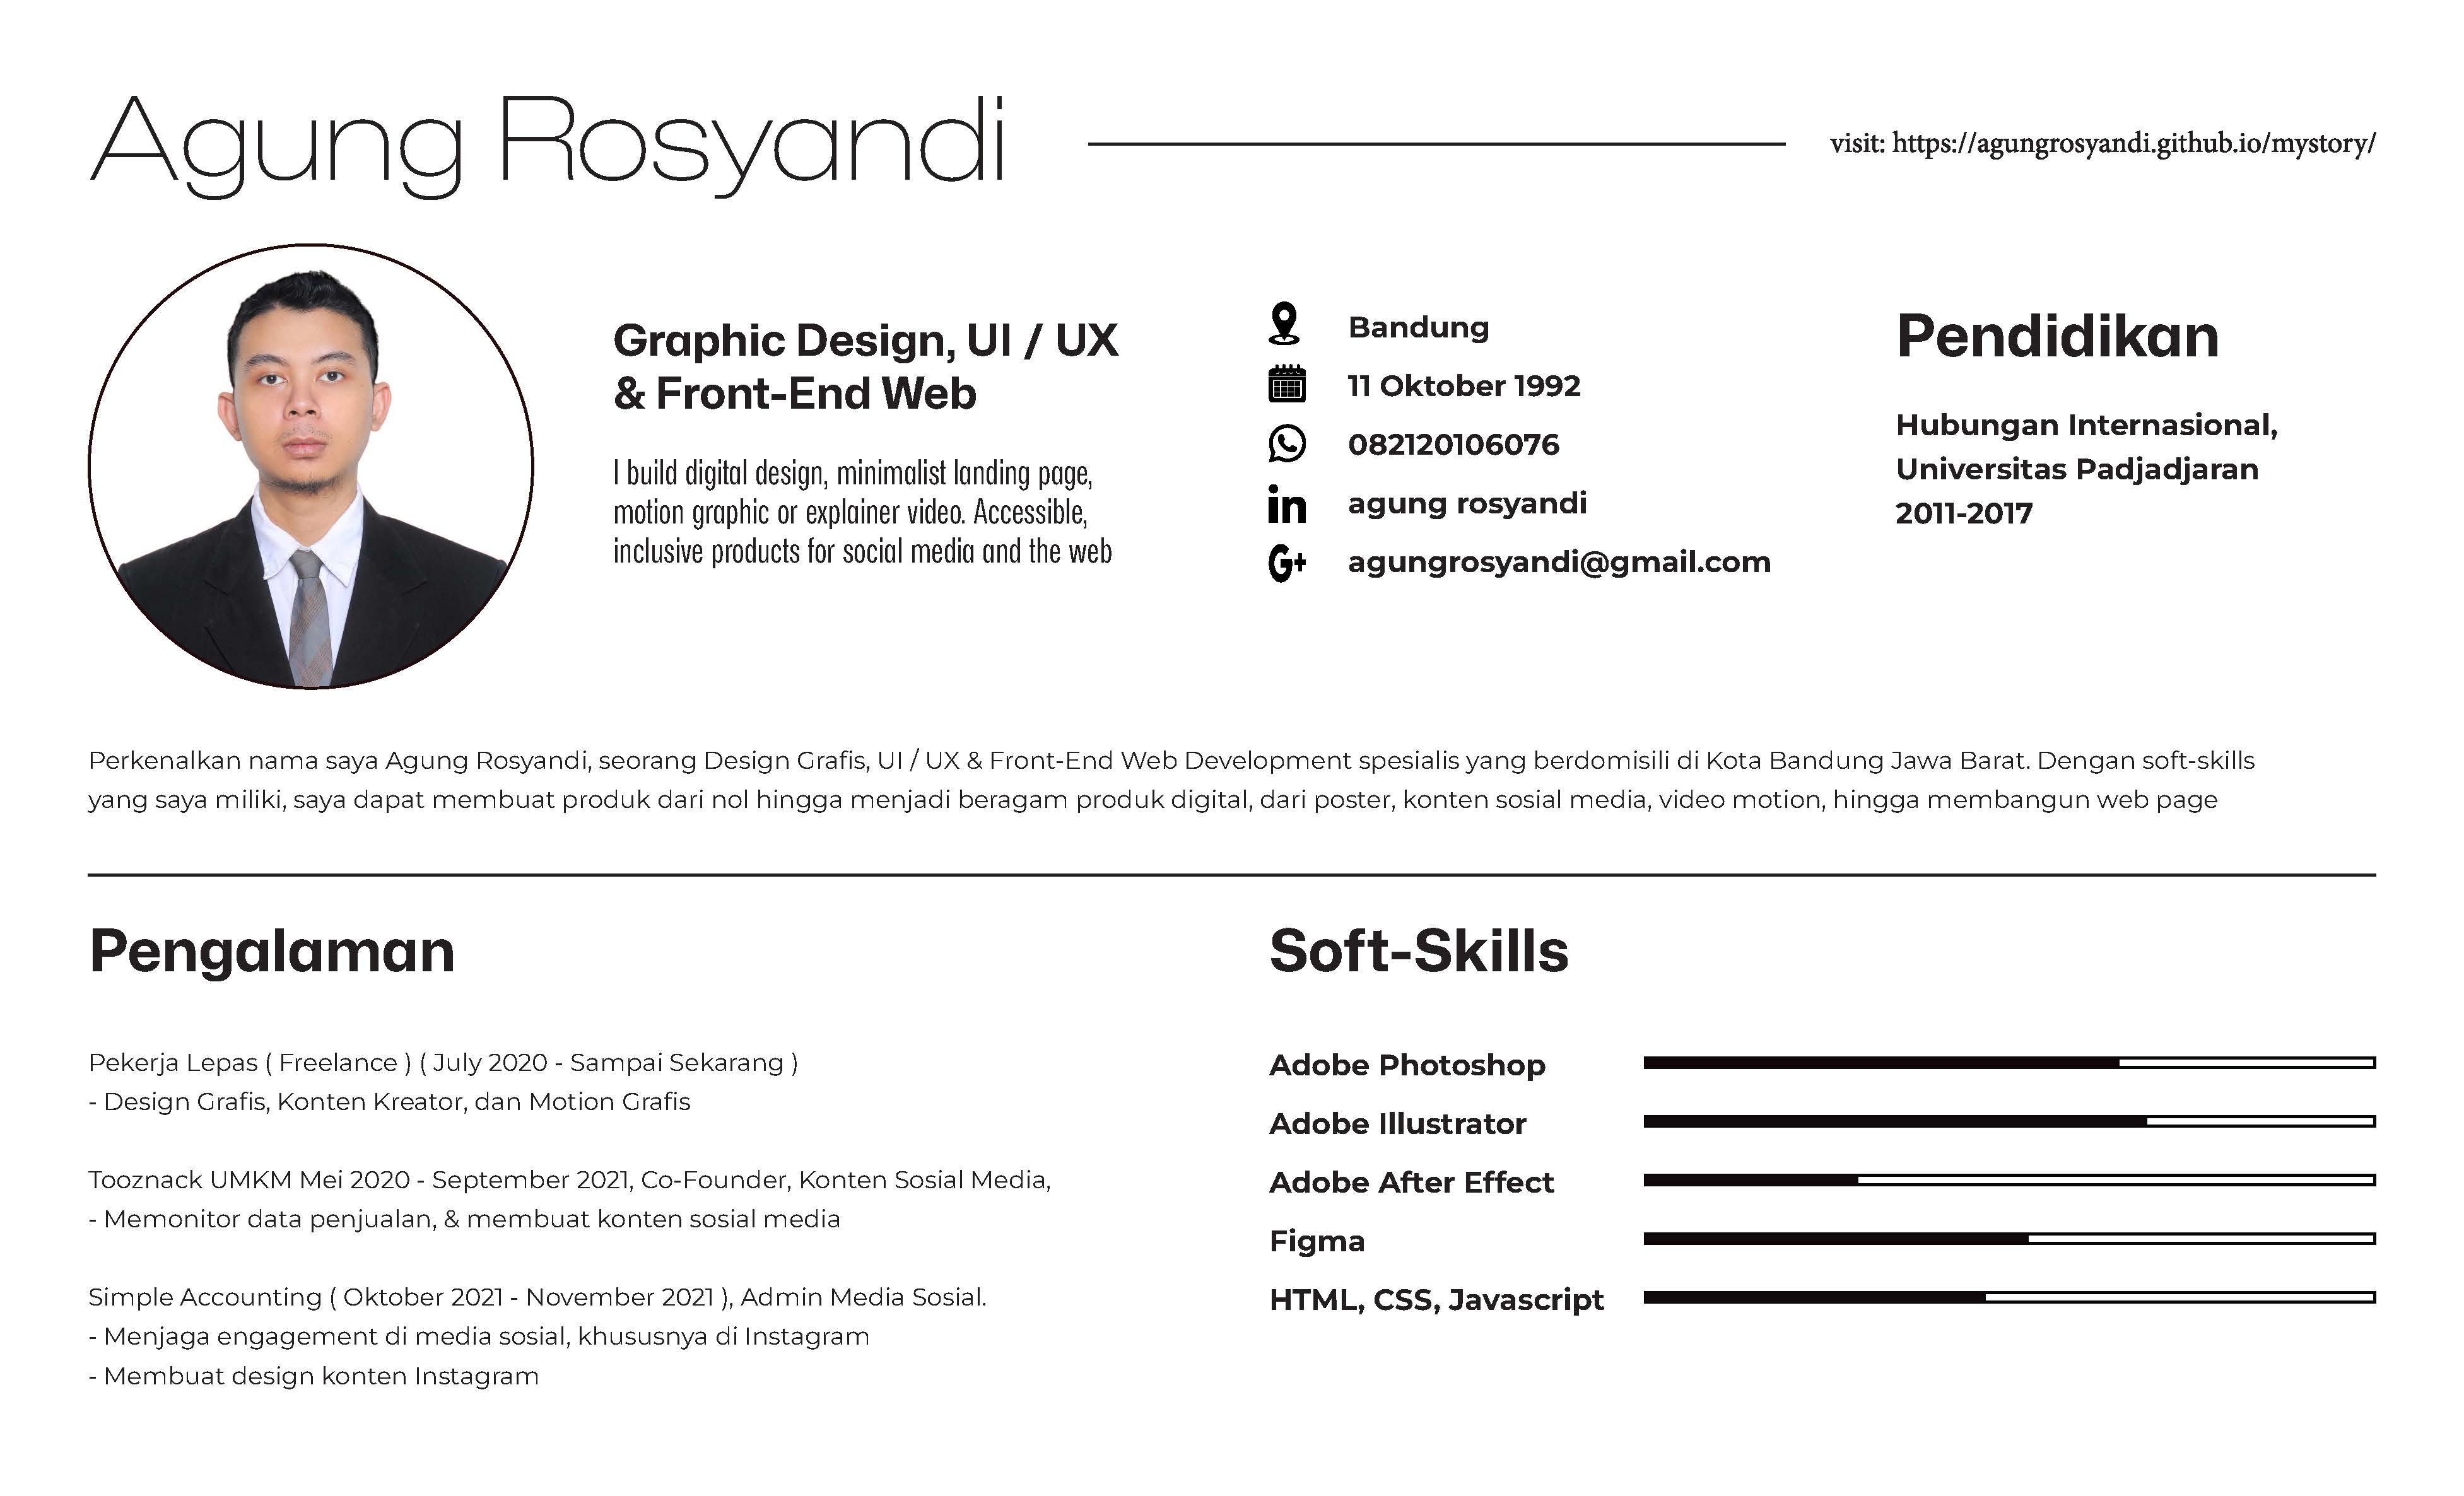 Agung Rosyandi
visit: https://agungrosyandi.github.io/mystory/
Graphic Design, UI / UX
& Front-End Web
I build digital design, minimalist landing page,
motion graphic or explainer video. Accessible,
inclusive products for social media and the web
Bandung
11 Oktober 1992
082120106076
in agung rosyandi
G+ agungrosyandi@gmail.com
Pendidikan
Hubungan Internasional,
Universitas Padjadjaran
2011-2017
Perkenalkan nama saya Agung Rosyandi, seorang Design Grafis, UI / UX & Front-End Web Development spesialis yang berdomisili di Kota Bandung Jawa Barat. Dengan soft-skills
yang saya miliki, saya dapat membuat produk dari nol hingga menjadi beragam produk digital, dari poster, konten sosial media, video motion, hingga membangun web page
Pengalaman
Pekerja Lepas ( Freelance ) ( July 2020 - Sampai Sekarang )
- Design Grafis, Konten Kreator, dan Motion Grafis
Tooznack UMKM Mei 2020 - September 2021, Co-Founder, Konten Sosial Media,
- Memonitor data penjualan, & membuat konten sosial media
Simple Accounting ( Oktober 2021 - November 2021 ), Admin Media Sosial.
- Menjaga engagement di media sosial, khususnya di Instagram
- Membuat design konten Instagram
Soft-Skills
Adobe Photoshop
Adobe Illustrator
Adobe After Effect
Figma
HTML, CSS, Javascript